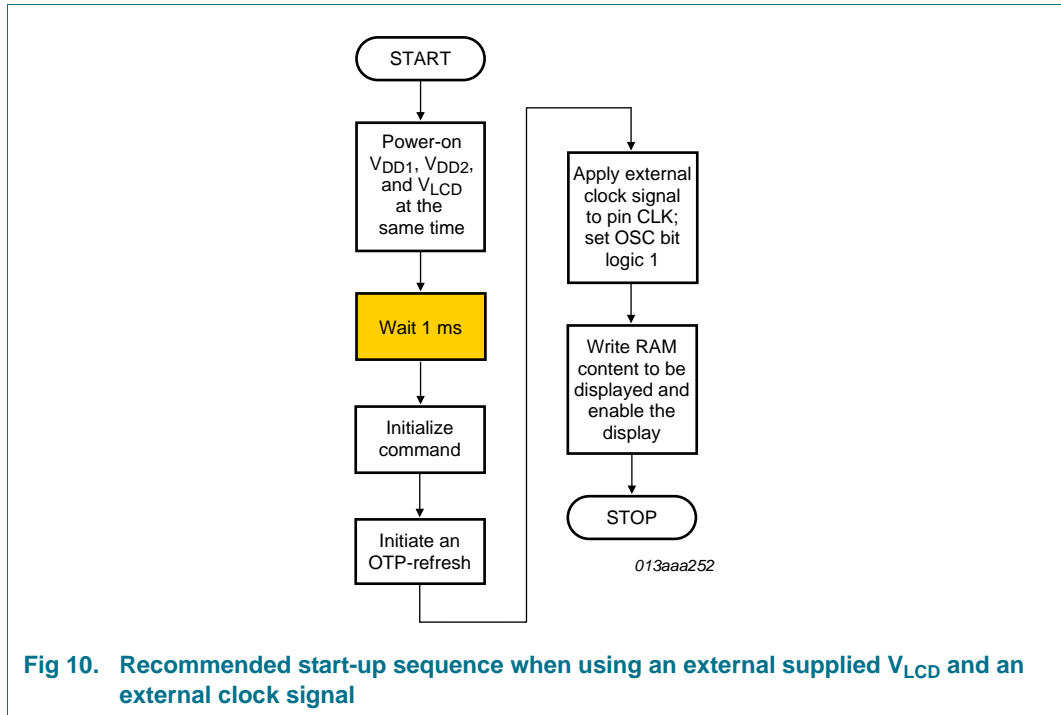 START
Power-on
VDD1, VDD2,
and VLCD
at the
same time
Wait 1 ms
Initialize
command
Initiate an
OTP-refresh
Apply external
clock signal
to pin CLK;
set OSC bit
logic 1
Write RAM
content to be
displayed and
enable the
display
STOP
013aaa252
Fig 10. Recommended start-up sequence when using an external supplied VLCD and an
external clock signal